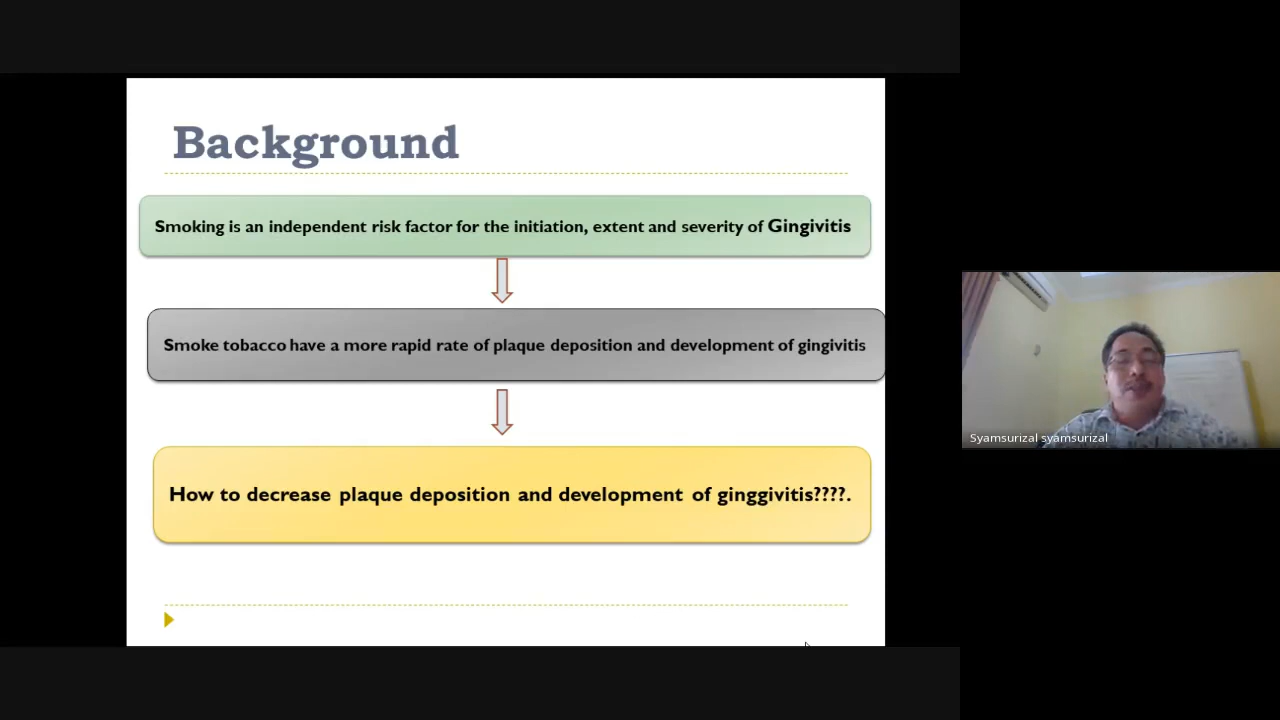 Background
Smoking is an independent risk factor for the initiation, extent and severity of Gingivitis
Smoke tobacco have a more rapid rate of plaque deposition and development of gingivitis
How to decrease plaque deposition and development of ginggivitis????.
Syamsurizal syamsurizal